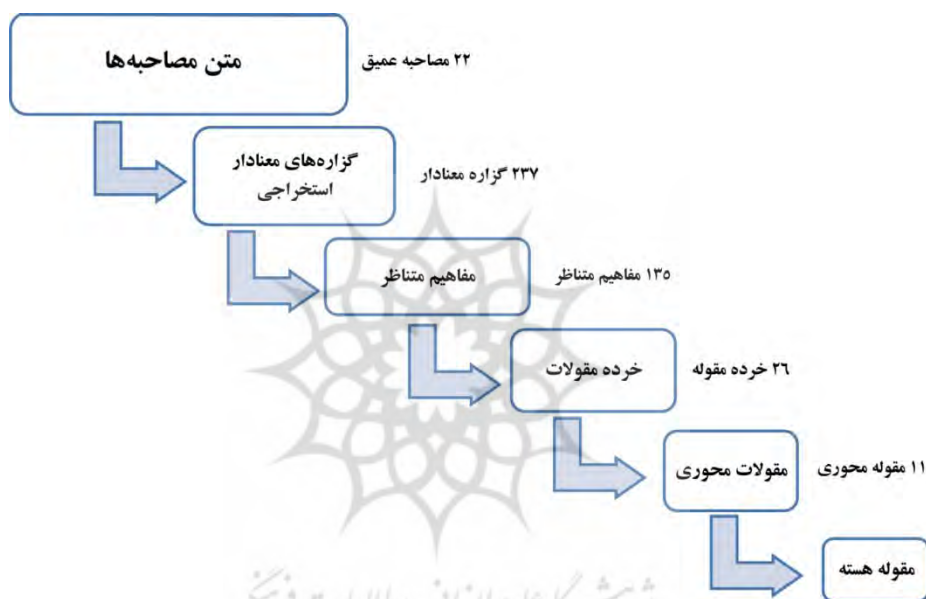 متن مصاحبه‌ها
۲۲ مصاحبه عمیق
گزاره‌های معنادار
استخراجی
۲۳۷ گزاره معنادار
مفاهیم متناظر
۱۳۵ مفاهیم متناظر
خرده مقولات
۲۶ خرده مقوله
مقولات محوری
۱۱ مقوله محوری
مقوله هسته